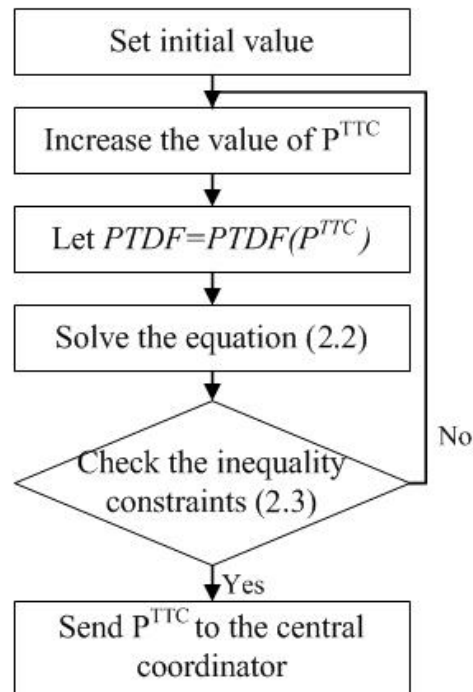 Set initial value
Increase the value of P^TTC
Let PTDF=PTDF(P^TTC)
Solve the equation (2.2)
No
Check the inequality
constraints (2.3)
Yes
Send P^TTC to the central
coordinator